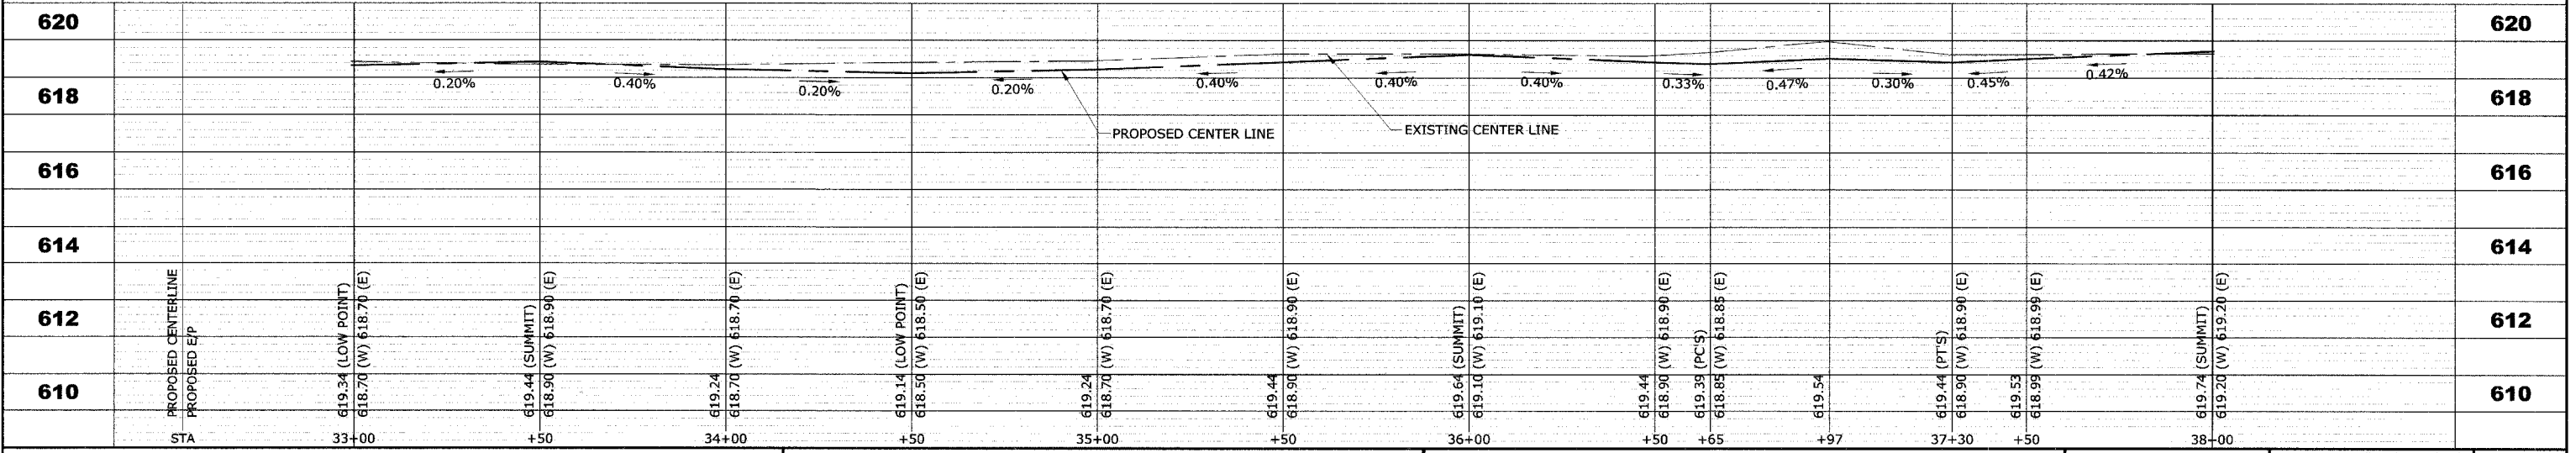 620
620
0.20%
0.40%
0.20%
0.20%
0.40%
0.40%
0.40%
0.33%
0.47%
0.30%
0.45%
0.42%
618
618
PROPOSED CENTER LINE
EXISTING CENTER LINE
616
616
614
614
612
612
610
610
PROPOSED CENTERLINE
PROPOSED E/P
619.34 (LOW POINT)
618.70 (W) 618.70 (E)
619.44 (SUMMIT)
618.90 (W) 618.90 (E)
619.24
618.70 (W) 618.70 (E)
619.14 (LOW POINT)
618.50 (W) 618.50 (E)
619.24
618.70 (W) 618.70 (E)
619.44
618.90 (W) 618.90 (E)
619.64 (SUMMIT)
619.10 (W) 619.10 (E)
619.44
618.90 (W) 618.90 (E)
619.39 (PC'S)
618.85 (W) 618.85 (E)
619.54
619.44 (PT'S)
618.90 (W) 618.90 (E)
619.53
618.99 (W) 618.99 (E)
619.74 (SUMMIT)
619.20 (W) 619.20 (E)
STA
33+00
+50
34+00
+50
35+00
+50
36+00
+50
+65
+97
37+30
+50
38+00